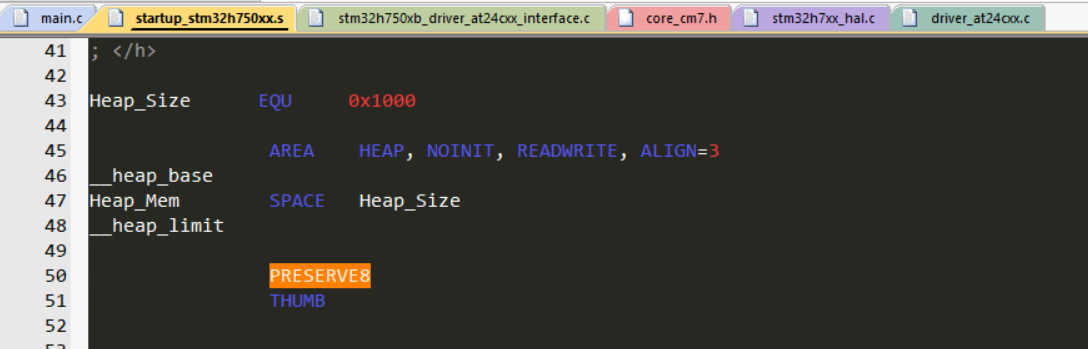 main.c startup_stm32h750xx.s stm32h750xb_driver_at24cxx_interface.c core_cm7.h stm32h7xx_hal.c driver_at24cxx.c
41 ; </h>
42
43 Heap_Size EQU 0x1000
44
45 AREA HEAP, NOINIT, READWRITE, ALIGN=3
46 __heap_base
47 Heap_Mem SPACE Heap_Size
48 __heap_limit
49
50 PRESERVE8
51 THUMB
52
53